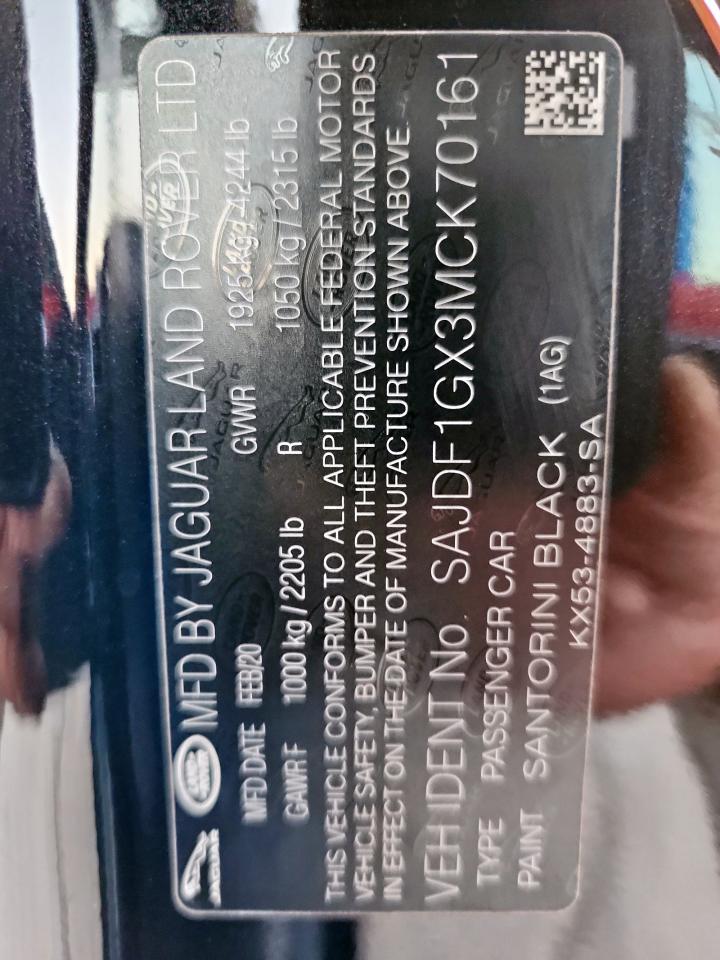 JAGUAR LAND ROVER MFD BY JAGUAR LAND ROVER LTD
MFD DATE FEB/20 GVWR 1925 kg / 4244 lb
GAWR F 1000 kg / 2205 lb R 1050 kg / 2315 lb
THIS VEHICLE CONFORMS TO ALL APPLICABLE FEDERAL MOTOR
VEHICLE SAFETY, BUMPER AND THEFT PREVENTION STANDARDS
IN EFFECT ON THE DATE OF MANUFACTURE SHOWN ABOVE.
VEH IDENT No. SAJDF1GX3MCK70161
TYPE PASSENGER CAR
PAINT SANTORINI BLACK (1AG)
KX53-4883-SA